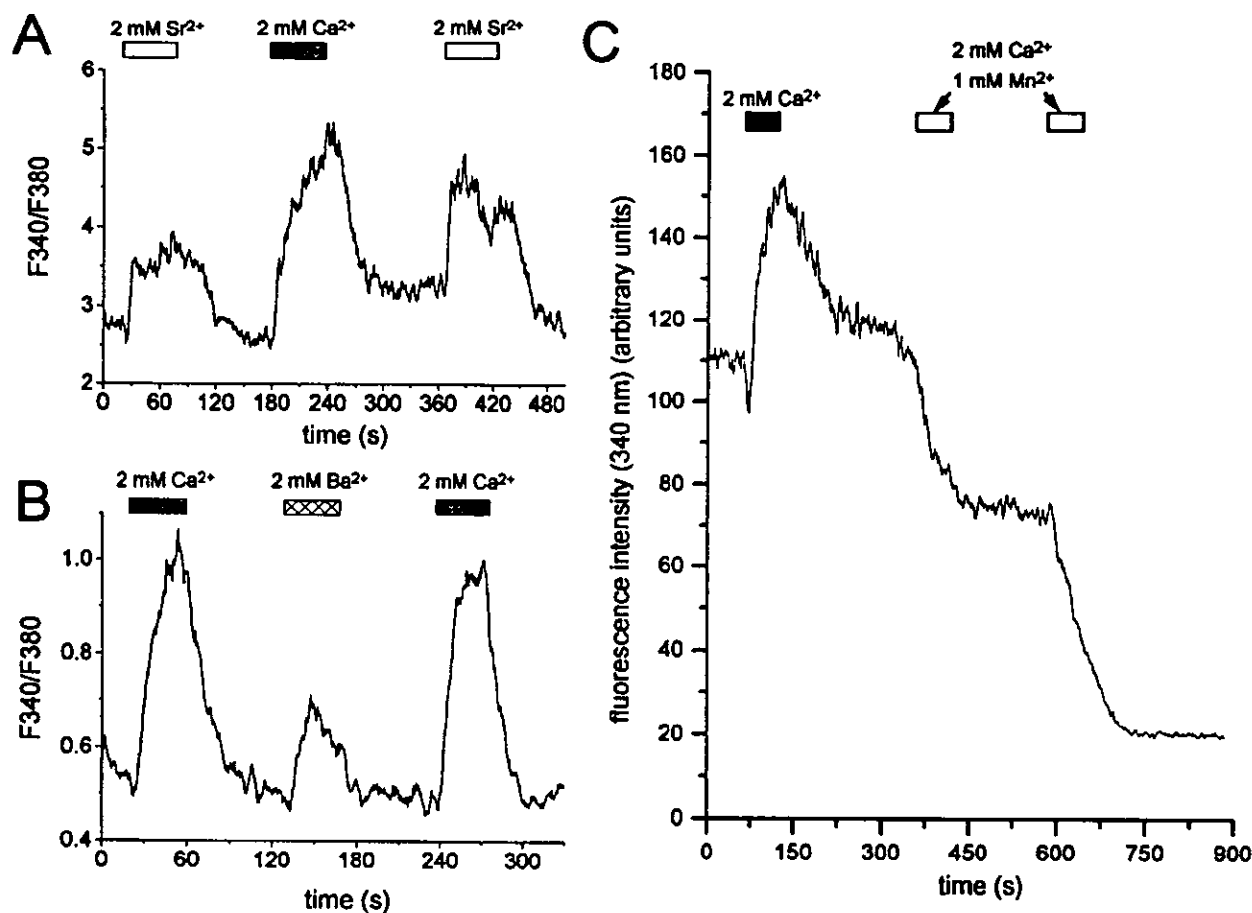 A
2 mM Sr²⁺ 2 mM Ca²⁺ 2 mM Sr²⁺
6
5
4
3
2
F340/F380
0 60 120 180 240 300 360 420 480
time (s)
B
2 mM Ca²⁺ 2 mM Ba²⁺ 2 mM Ca²⁺
1.0
0.8
0.6
0.4
F340/F380
0 60 120 180 240 300
time (s)
C
2 mM Ca²⁺
1 mM Mn²⁺
2 mM Ca²⁺
180
160
140
120
100
80
60
40
20
0
fluorescence intensity (340 nm) (arbitrary units)
0 150 300 450 600 750 900
time (s)